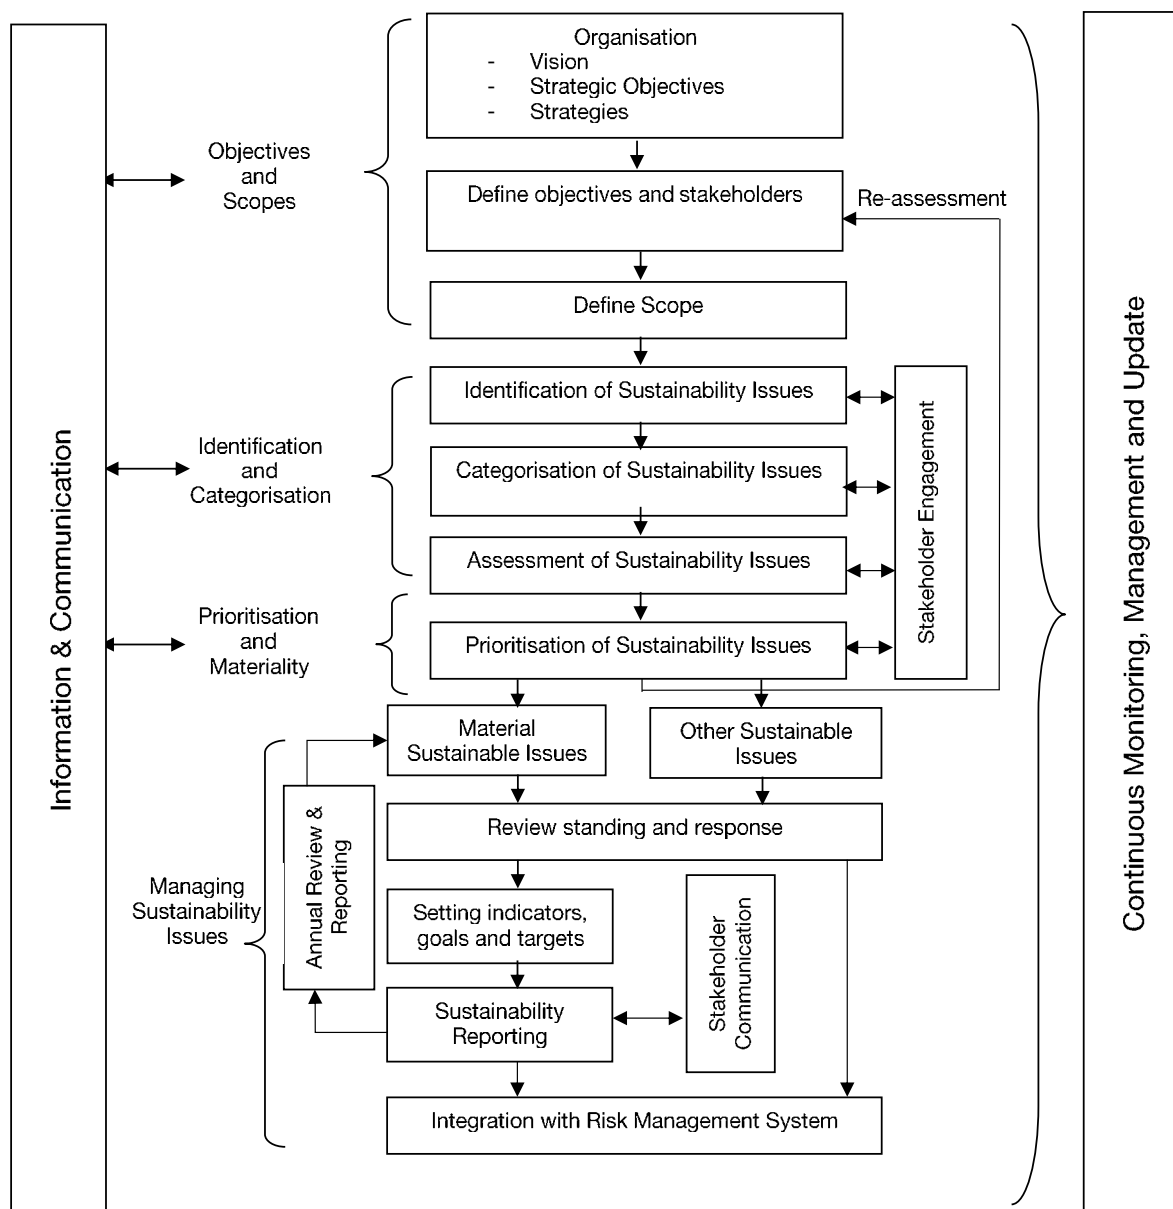 Organisation
- Vision
- Strategic Objectives
- Strategies
Objectives
and
Scopes
Define objectives and stakeholders
Re-assessment
Define Scope
Identification of Sustainability Issues
Identification
and
Categorisation
Categorisation of Sustainability Issues
Assessment of Sustainability Issues
Stakeholder Engagement
Prioritisation
and
Materiality
Prioritisation of Sustainability Issues
Material
Sustainable Issues
Other Sustainable
Issues
Review standing and response
Managing
Sustainability
Issues
Annual Review &
Reporting
Setting indicators,
goals and targets
Sustainability
Reporting
Stakeholder
Communication
Integration with Risk Management System
Information & Communication
Continuous Monitoring, Management and Update